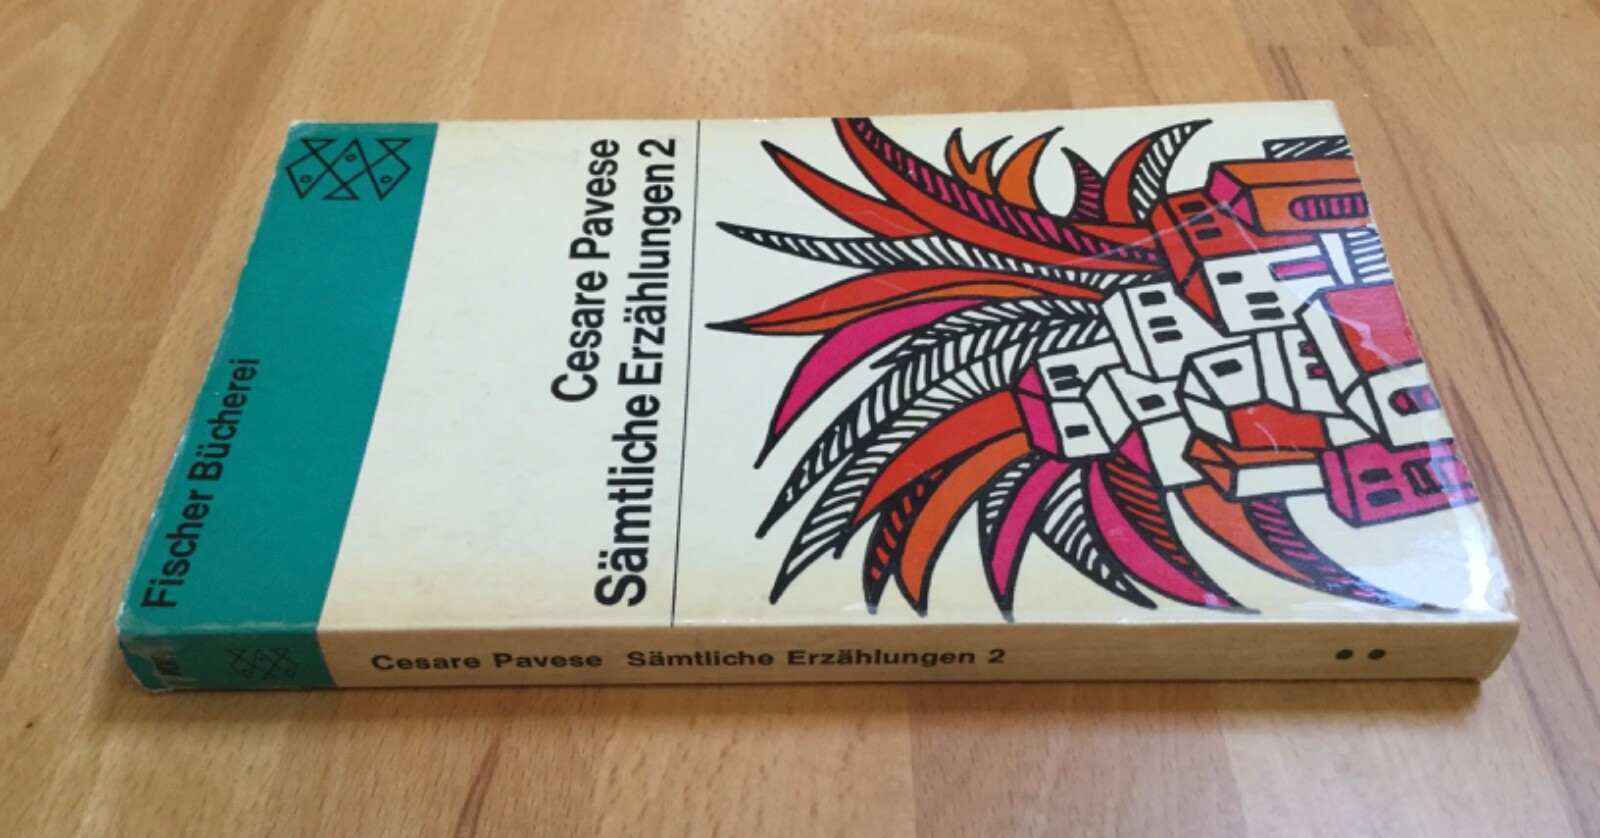 Fischer Bücherei
Cesare Pavese
Sämtliche Erzählungen 2
Cesare Pavese Sämtliche Erzählungen 2